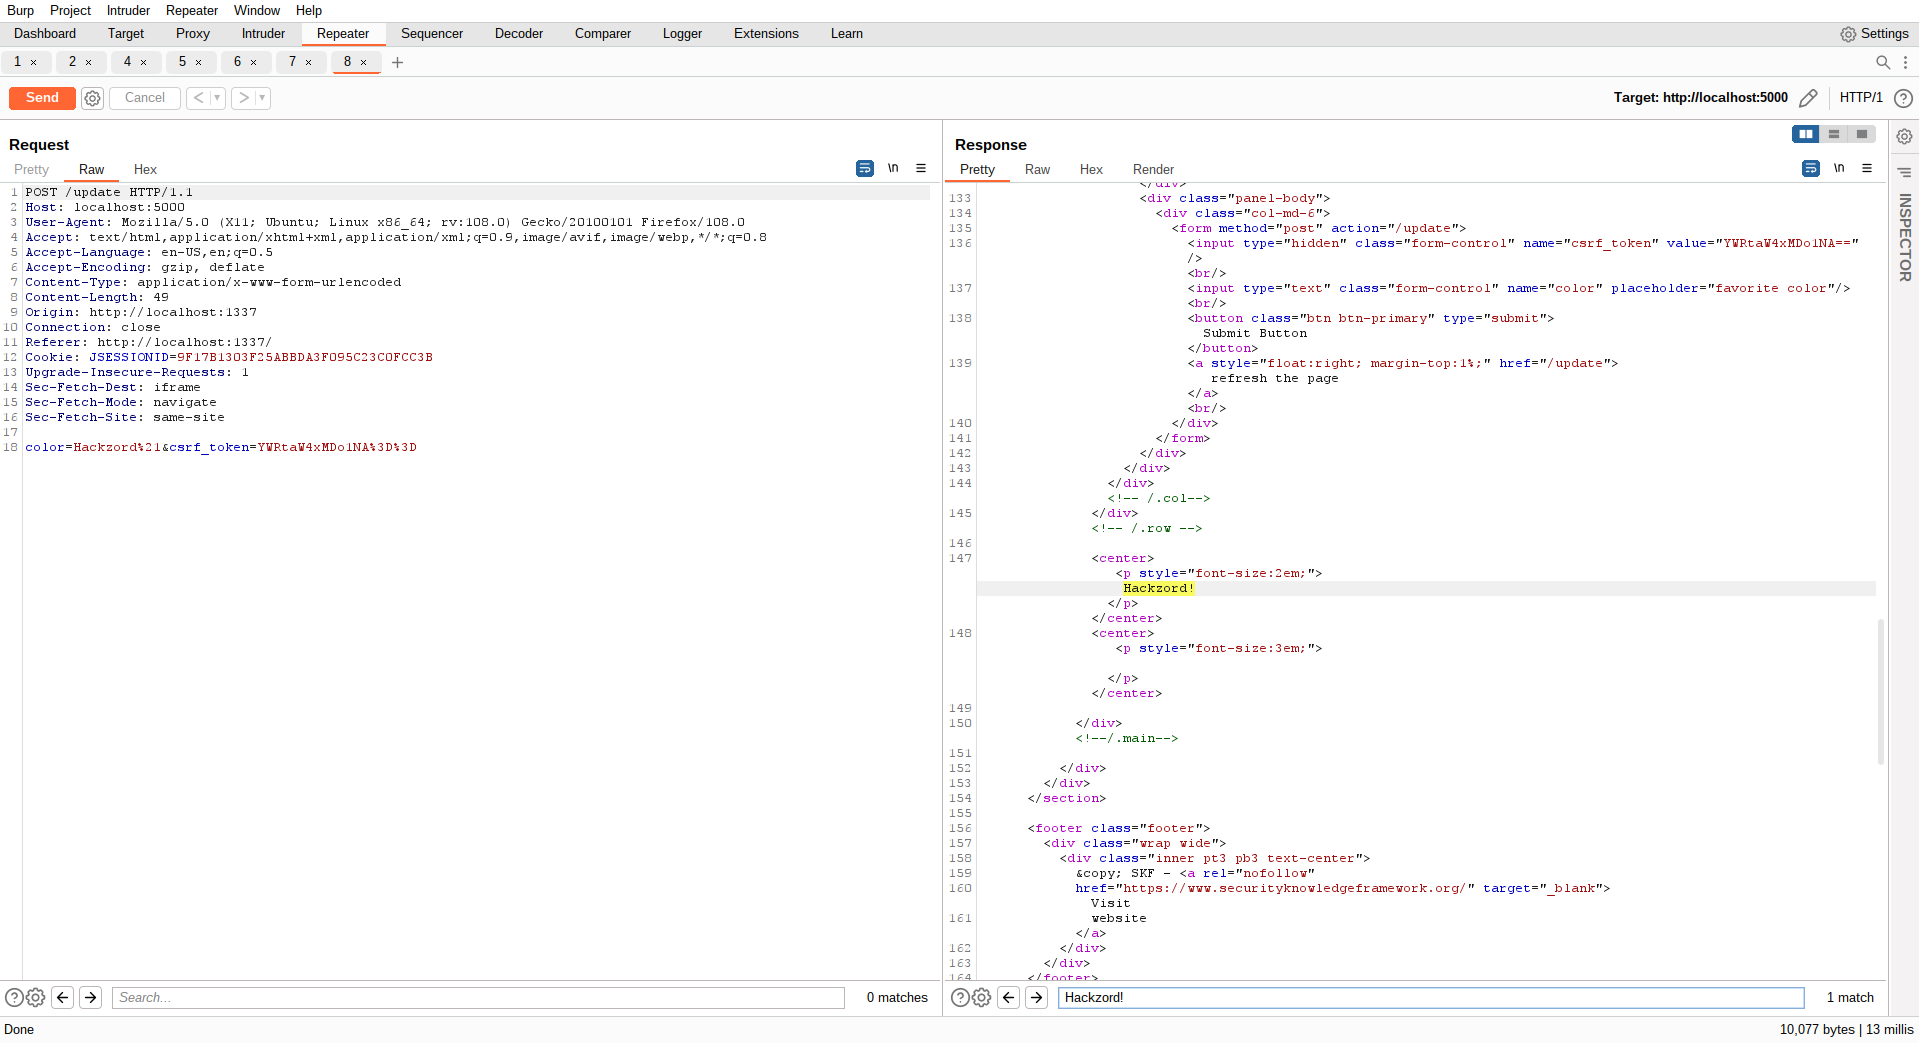 Burp Project Intruder Repeater Window Help
Dashboard Target Proxy Intruder Repeater Sequencer Decoder Comparer Logger Extensions Learn Settings
1 × 2 × 4 × 5 × 6 × 7 × 8 × +
Send Cancel < ▾ > ▾ Target: http://localhost:5000 HTTP/1 ?
Request
Pretty Raw Hex \n
1 POST /update HTTP/1.1
2 Host: localhost:5000
3 User-Agent: Mozilla/5.0 (X11; Ubuntu; Linux x86_64; rv:108.0) Gecko/20100101 Firefox/108.0
4 Accept: text/html,application/xhtml+xml,application/xml;q=0.9,image/avif,image/webp,*/*;q=0.8
5 Accept-Language: en-US,en;q=0.5
6 Accept-Encoding: gzip, deflate
7 Content-Type: application/x-www-form-urlencoded
8 Content-Length: 49
9 Origin: http://localhost:1337
10 Connection: close
11 Referer: http://localhost:1337/
12 Cookie: JSESSIONID=9F17B1303F25ABBDA3F095C23C0FCC3B
13 Upgrade-Insecure-Requests: 1
14 Sec-Fetch-Dest: iframe
15 Sec-Fetch-Mode: navigate
16 Sec-Fetch-Site: same-site
17
18 color=Hackzord%21&csrf_token=YWRtaW4xMDo1NA%3D%3D
? Search... 0 matches
Response
Pretty Raw Hex Render \n
</div>
133 <div class="panel-body">
134 <div class="col-md-6">
135 <form method="post" action="/update">
136 <input type="hidden" class="form-control" name="csrf_token" value="YWRtaW4xMDo1NA=="
/>
<br/>
137 <input type="text" class="form-control" name="color" placeholder="favorite color"/>
<br/>
138 <button class="btn btn-primary" type="submit">
Submit Button
</button>
139 <a style="float:right; margin-top:1%;" href="/update">
refresh the page
</a>
<br/>
140 </div>
141 </form>
142 </div>
143 </div>
144 </div>
<!-- /.col-->
145 </div>
<!-- /.row -->
146
147 <center>
<p style="font-size:2em;">
Hackzord!
</p>
</center>
148 <center>
<p style="font-size:3em;">
</p>
</center>
149
150 </div>
<!--/.main-->
151
152 </div>
153 </div>
154 </section>
155
156 <footer class="footer">
157 <div class="wrap wide">
158 <div class="inner pt3 pb3 text-center">
159 &copy; SKF - <a rel="nofollow"
160 href="https://www.securityknowledgeframework.org/" target="_blank">
Visit
161 website
</a>
162 </div>
163 </div>
164 </footer>
? Hackzord! 1 match
INSPECTOR
Done 10,077 bytes | 13 millis